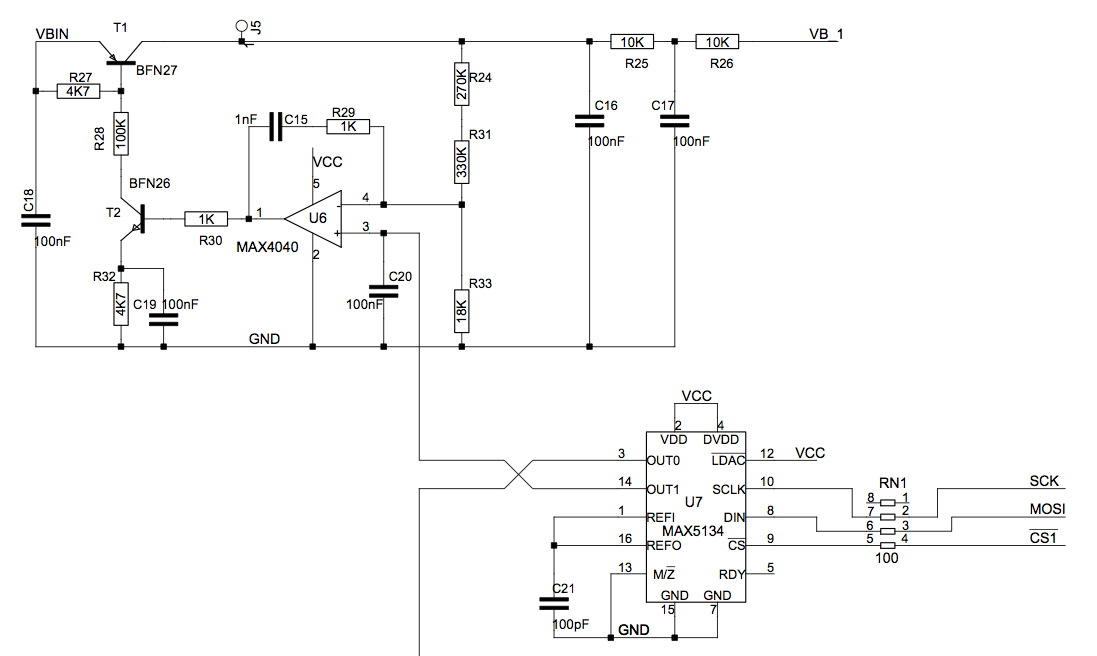 VBIN
T1
J5
1
BFN27
10K
10K
VB_1
R25
R26
R27
4K7
R24
270K
C16
C17
100nF
100nF
R28
100K
1nF
C15
R29
1K
R31
330K
VCC
5
BFN26
T2
C18
100nF
1K
R30
1
U6
-
+
4
3
MAX4040
2
C20
100nF
R32
4K7
C19
100nF
R33
18K
GND
VCC
2
4
VDD
DVDD
3
OUT0
LDAC
12
VCC
14
OUT1
SCLK
10
U7
1
REFI
DIN
8
MAX5134
16
REFO
CS
9
13
M/Z
RDY
5
GND
GND
15
7
C21
100pF
GND
RN1
8
1
7
2
6
3
5
4
100
SCK
MOSI
CS1